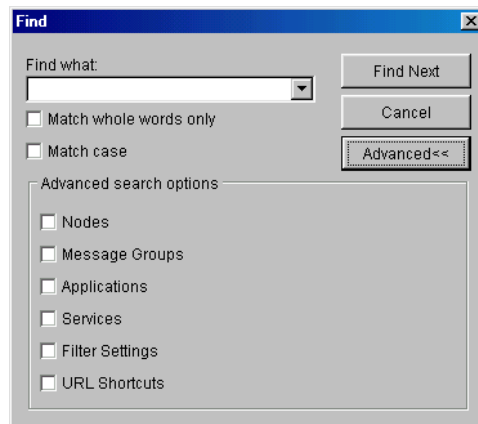 Find
Find what:
Find Next
Match whole words only
Cancel
Match case
Advanced<<
Advanced search options
Nodes
Message Groups
Applications
Services
Filter Settings
URL Shortcuts